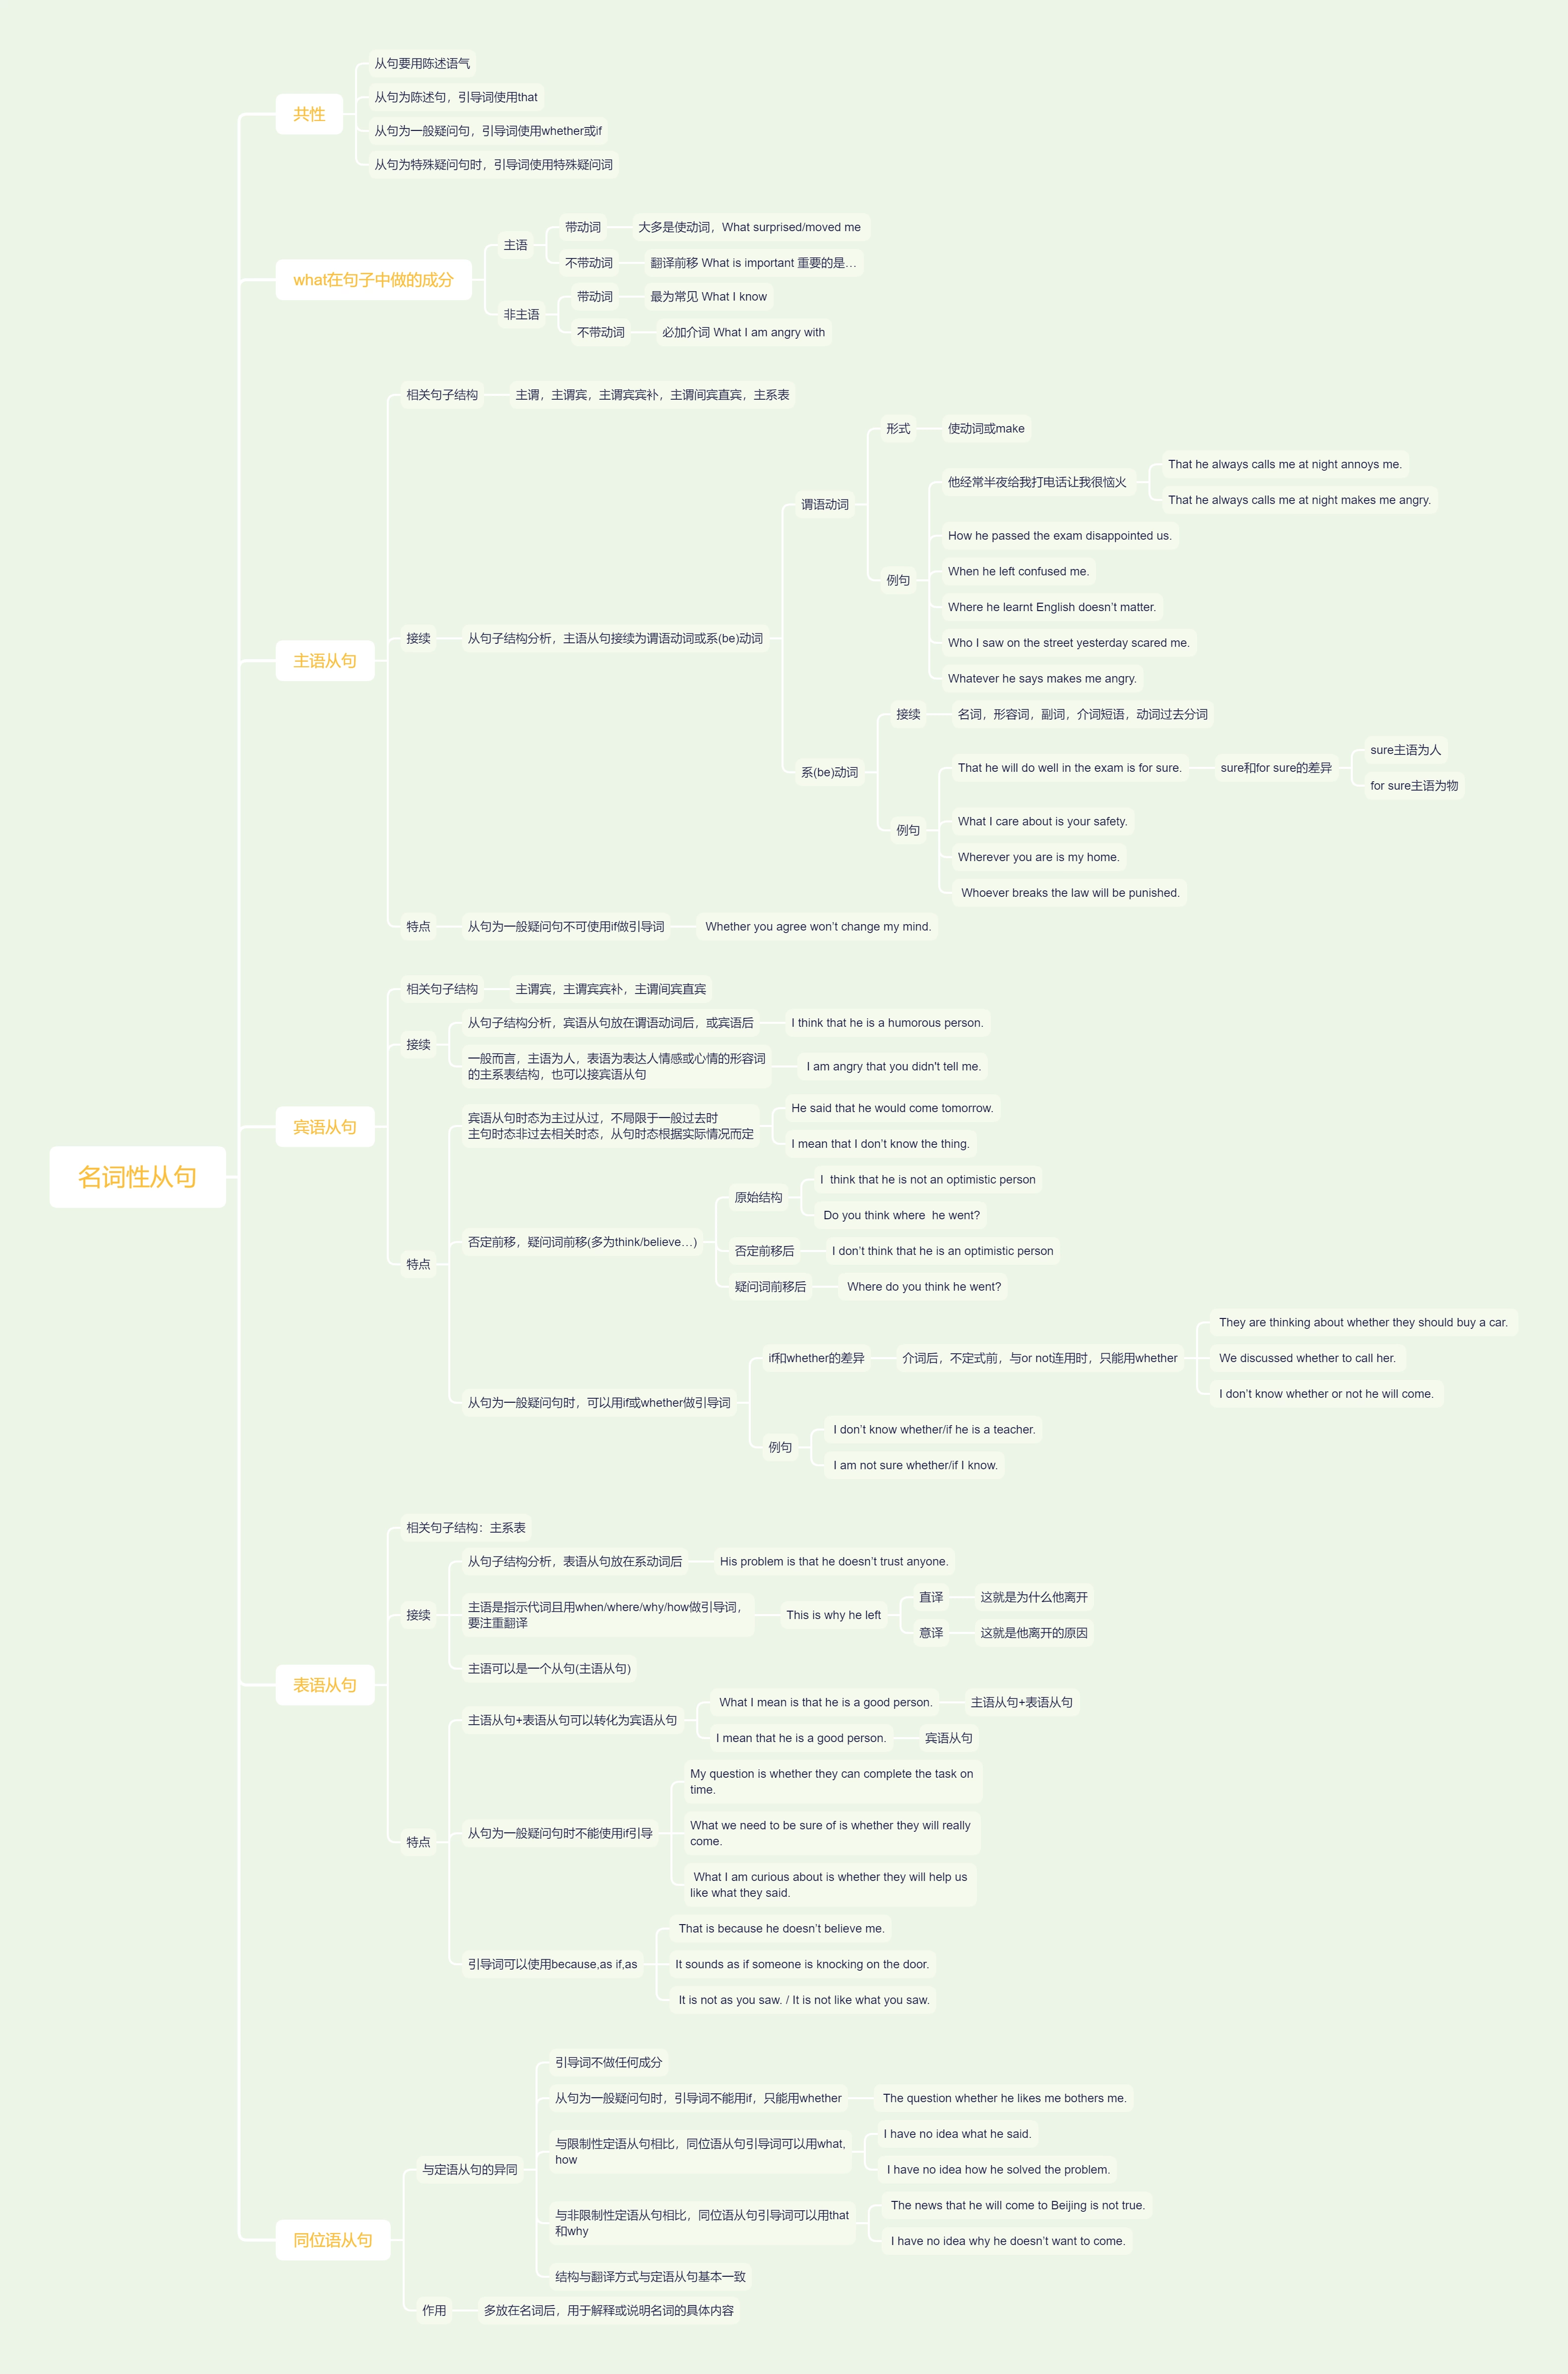 名词性从句
共性
从句要用陈述语气
从句为陈述句，引导词使用that
从句为一般疑问句，引导词使用whether或if
从句为特殊疑问句时，引导词使用特殊疑问词
what在句子中做的成分
主语
带动词
大多是使动词，What surprised/moved me
不带动词
翻译前移 What is important 重要的是…
非主语
带动词
最为常见 What I know
不带动词
必加介词 What I am angry with
主语从句
相关句子结构
主谓，主谓宾，主谓宾宾补，主谓间宾直宾，主系表
接续
从句子结构分析，主语从句接续为谓语动词或系(be)动词
谓语动词
形式
使动词或make
例句
他经常半夜给我打电话让我很恼火
That he always calls me at night annoys me.
That he always calls me at night makes me angry.
How he passed the exam disappointed us.
When he left confused me.
Where he learnt English doesn’t matter.
Who I saw on the street yesterday scared me.
Whatever he says makes me angry.
系(be)动词
接续
名词，形容词，副词，介词短语，动词过去分词
例句
That he will do well in the exam is for sure.
sure和for sure的差异
sure主语为人
for sure主语为物
What I care about is your safety.
Wherever you are is my home.
Whoever breaks the law will be punished.
特点
从句为一般疑问句不可使用if做引导词
Whether you agree won’t change my mind.
宾语从句
相关句子结构
主谓宾，主谓宾宾补，主谓间宾直宾
接续
从句子结构分析，宾语从句放在谓语动词后，或宾语后
I think that he is a humorous person.
一般而言，主语为人，表语为表达人情感或心情的形容词
的主系表结构，也可以接宾语从句
I am angry that you didn't tell me.
特点
宾语从句时态为主过从过，不局限于一般过去时
主句时态非过去相关时态，从句时态根据实际情况而定
He said that he would come tomorrow.
I mean that I don’t know the thing.
否定前移，疑问词前移(多为think/believe…)
原始结构
I  think that he is not an optimistic person
Do you think where  he went?
否定前移后
I don’t think that he is an optimistic person
疑问词前移后
Where do you think he went?
从句为一般疑问句时，可以用if或whether做引导词
if和whether的差异
介词后，不定式前，与or not连用时，只能用whether
They are thinking about whether they should buy a car.
We discussed whether to call her.
I don’t know whether or not he will come.
例句
I don’t know whether/if he is a teacher.
I am not sure whether/if I know.
表语从句
相关句子结构：主系表
接续
从句子结构分析，表语从句放在系动词后
His problem is that he doesn’t trust anyone.
主语是指示代词且用when/where/why/how做引导词，
要注重翻译
This is why he left
直译
这就是为什么他离开
意译
这就是他离开的原因
主语可以是一个从句(主语从句)
特点
主语从句+表语从句可以转化为宾语从句
What I mean is that he is a good person.
主语从句+表语从句
I mean that he is a good person.
宾语从句
从句为一般疑问句时不能使用if引导
My question is whether they can complete the task on
time.
What we need to be sure of is whether they will really
come.
What I am curious about is whether they will help us
like what they said.
引导词可以使用because,as if,as
That is because he doesn’t believe me.
It sounds as if someone is knocking on the door.
It is not as you saw. / It is not like what you saw.
同位语从句
与定语从句的异同
引导词不做任何成分
从句为一般疑问句时，引导词不能用if，只能用whether
The question whether he likes me bothers me.
与限制性定语从句相比，同位语从句引导词可以用what,
how
I have no idea what he said.
I have no idea how he solved the problem.
与非限制性定语从句相比，同位语从句引导词可以用that
和why
The news that he will come to Beijing is not true.
I have no idea why he doesn’t want to come.
结构与翻译方式与定语从句基本一致
作用
多放在名词后，用于解释或说明名词的具体内容